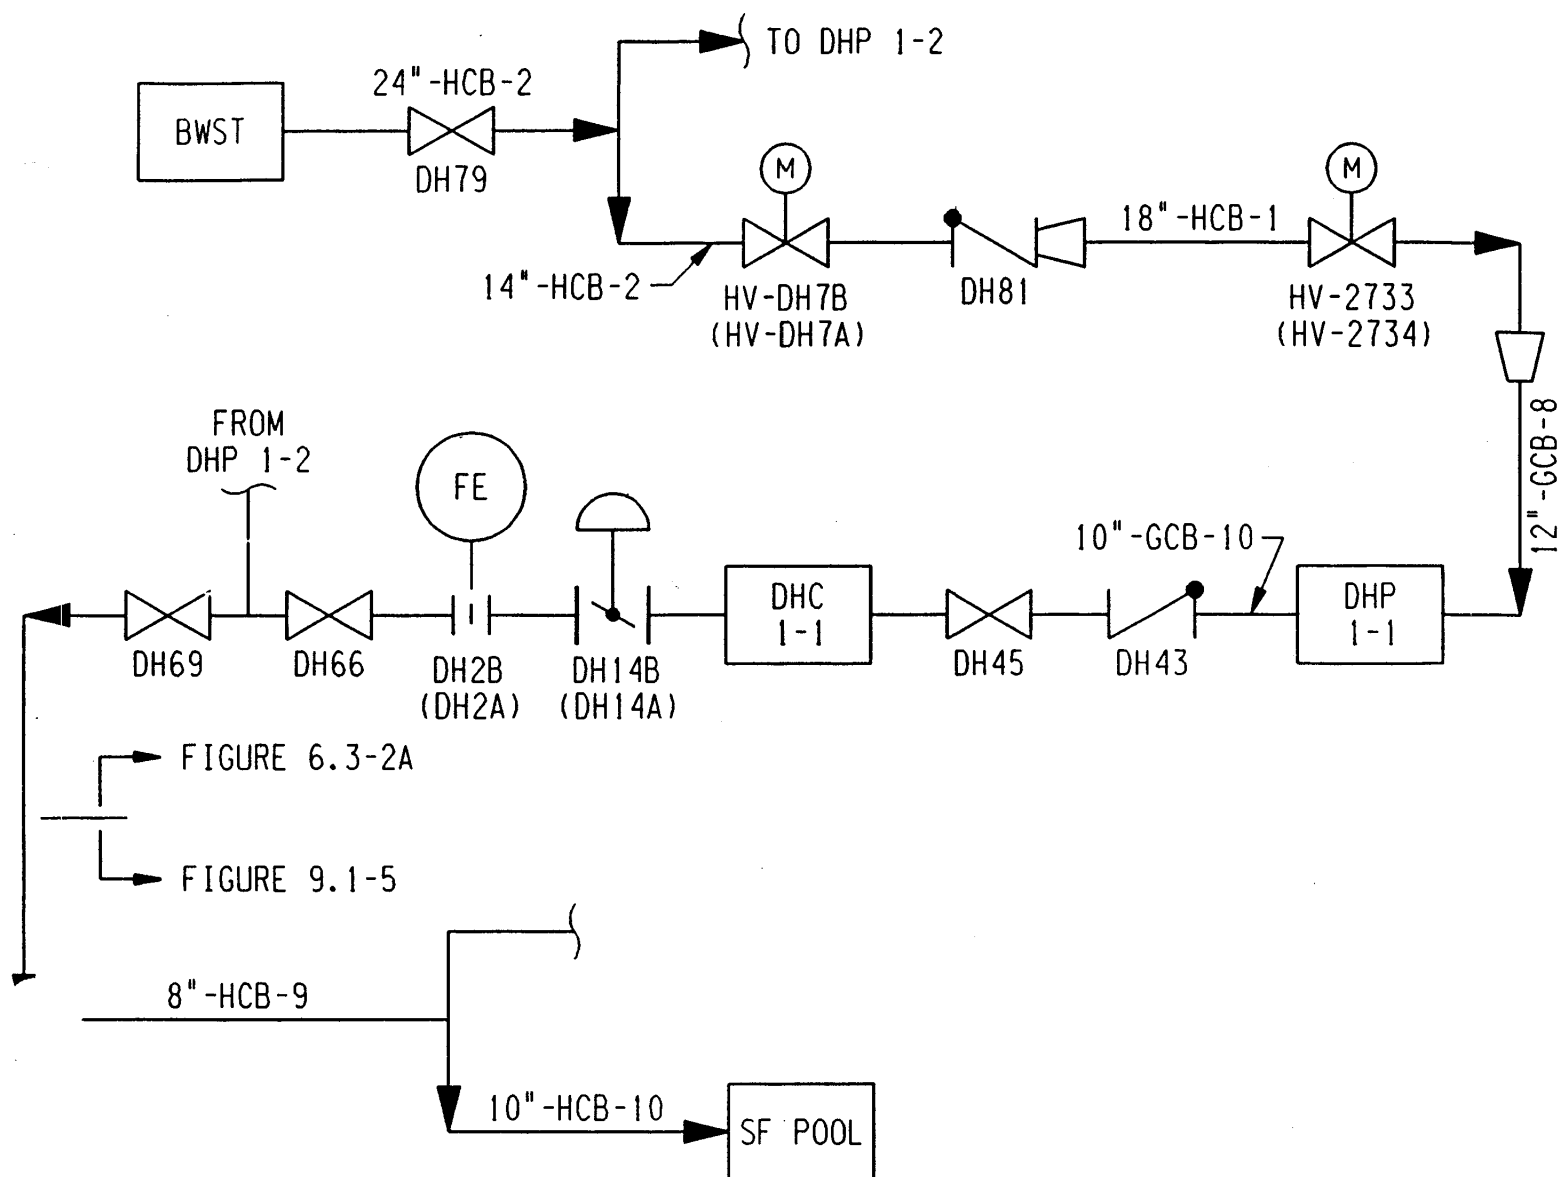 TO DHP 1-2
24"-HCB-2
BWST
DH79
M
M
18"-HCB-1
14"-HCB-2
HV-DH7B
(HV-DH7A)
DH81
HV-2733
(HV-2734)
12"-GCB-8
FROM
DHP 1-2
FE
10"-GCB-10
DHC
1-1
DHP
1-1
DH69
DH66
DH2B
(DH2A)
DH14B
(DH14A)
DH45
DH43
FIGURE 6.3-2A
FIGURE 9.1-5
8"-HCB-9
10"-HCB-10
SF POOL